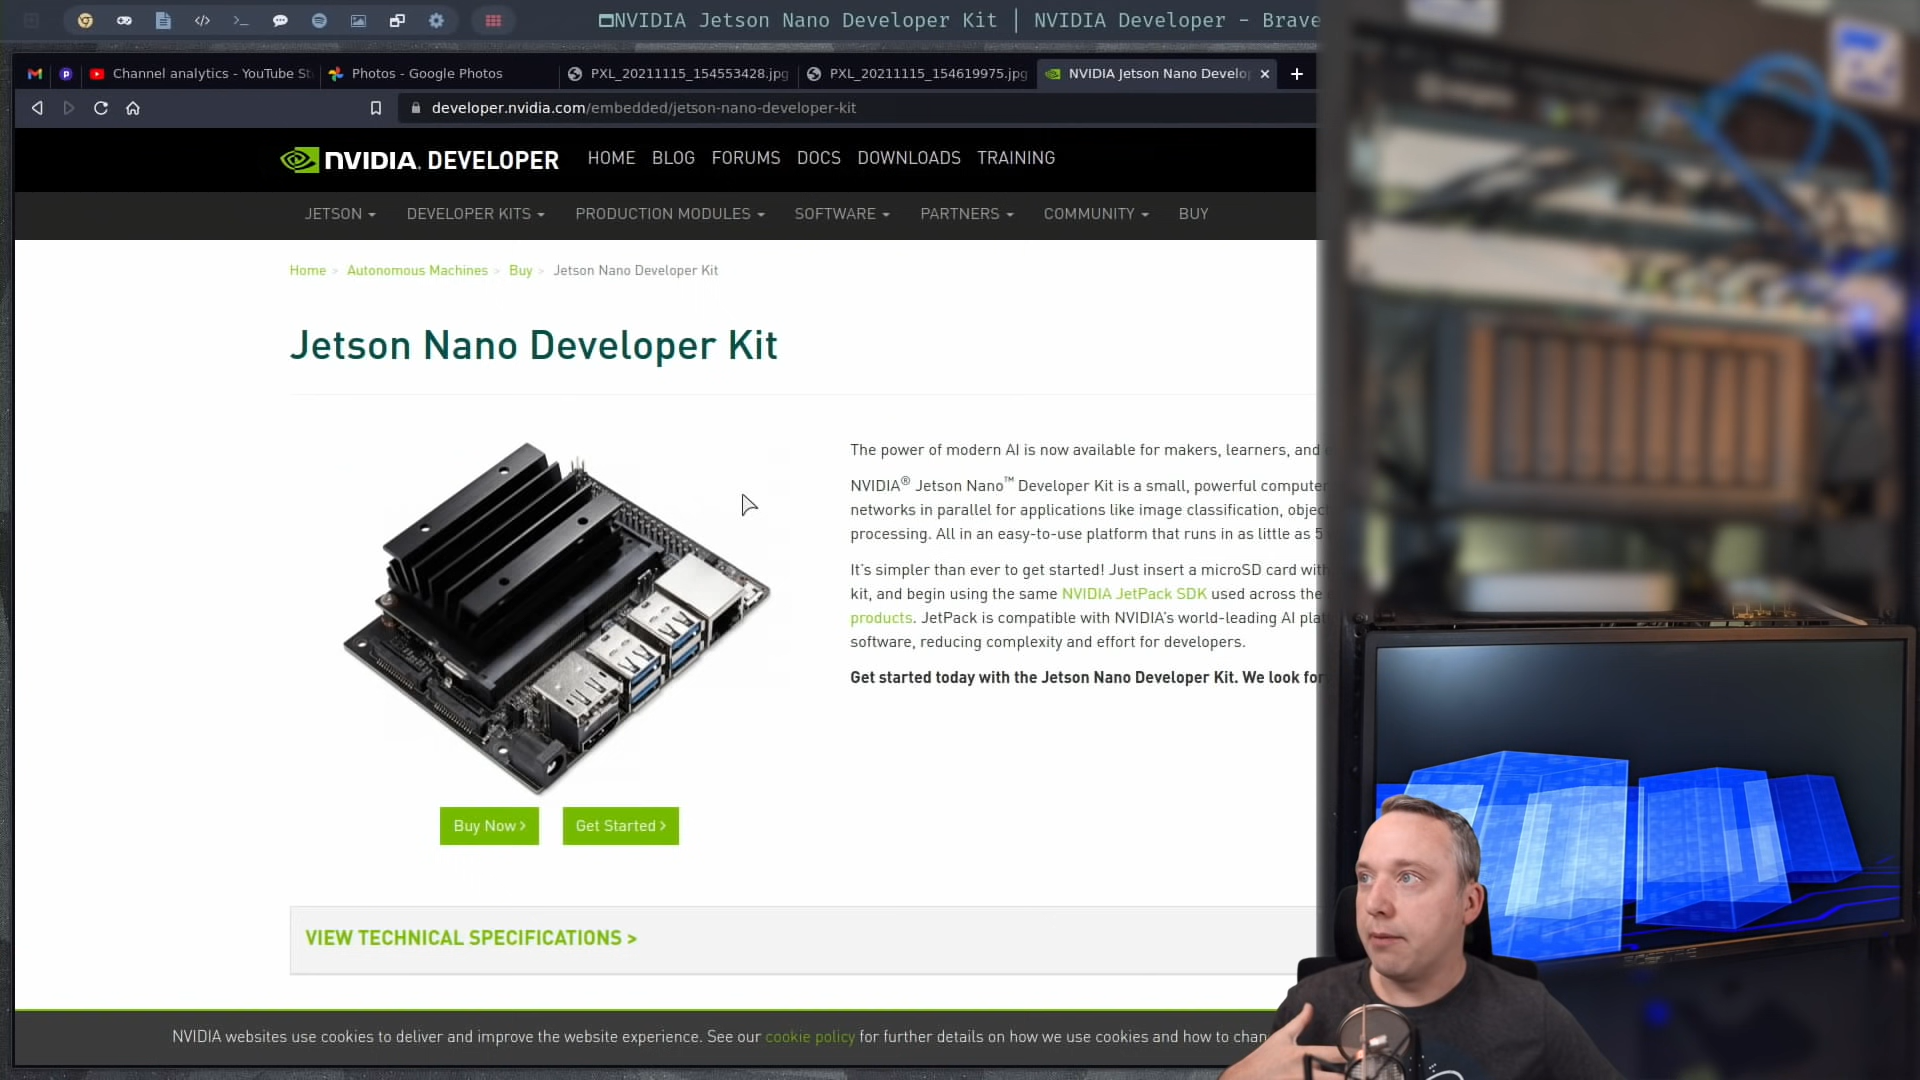 NVIDIA Jetson Nano Developer Kit | NVIDIA Developer – Brave
Channel analytics - YouTube St
Photos - Google Photos
PXL_20211115_154553428.jpg
PXL_20211115_154619975.jpg
NVIDIA Jetson Nano Develo
developer.nvidia.com/embedded/jetson-nano-developer-kit
NVIDIA. DEVELOPER
HOME BLOG FORUMS DOCS DOWNLOADS TRAINING
JETSON DEVELOPER KITS PRODUCTION MODULES SOFTWARE PARTNERS COMMUNITY BUY
Home > Autonomous Machines > Buy > Jetson Nano Developer Kit
Jetson Nano Developer Kit
The power of modern AI is now available for makers, learners, and
NVIDIA® Jetson Nano™ Developer Kit is a small, powerful computer
networks in parallel for applications like image classification, objec
processing. All in an easy-to-use platform that runs in as little as 5
It's simpler than ever to get started! Just insert a microSD card with
kit, and begin using the same NVIDIA JetPack SDK used across the
products. JetPack is compatible with NVIDIA's world-leading AI plat
software, reducing complexity and effort for developers.
Get started today with the Jetson Nano Developer Kit. We look for
Buy Now >
Get Started >
VIEW TECHNICAL SPECIFICATIONS >
NVIDIA websites use cookies to deliver and improve the website experience. See our cookie policy for further details on how we use cookies and how to chan
SCEPTRE